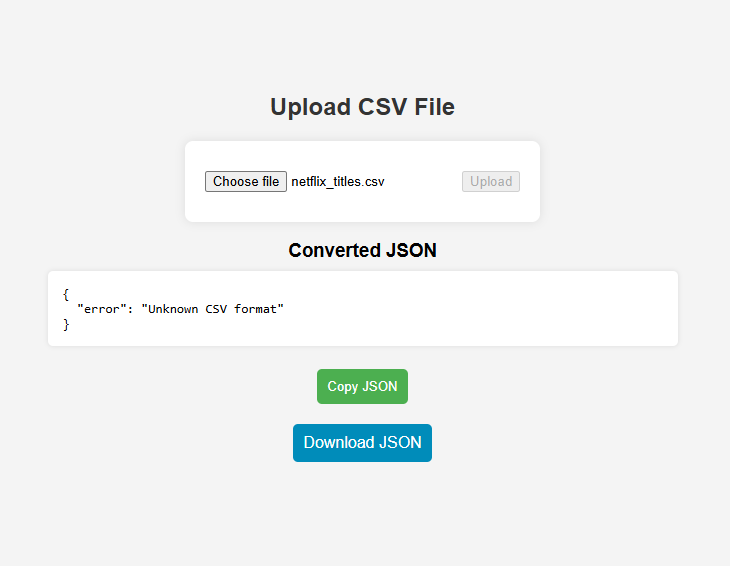 Upload CSV File
Choose file netflix_titles.csv Upload
Converted JSON
{
  "error": "Unknown CSV format"
}
Copy JSON
Download JSON